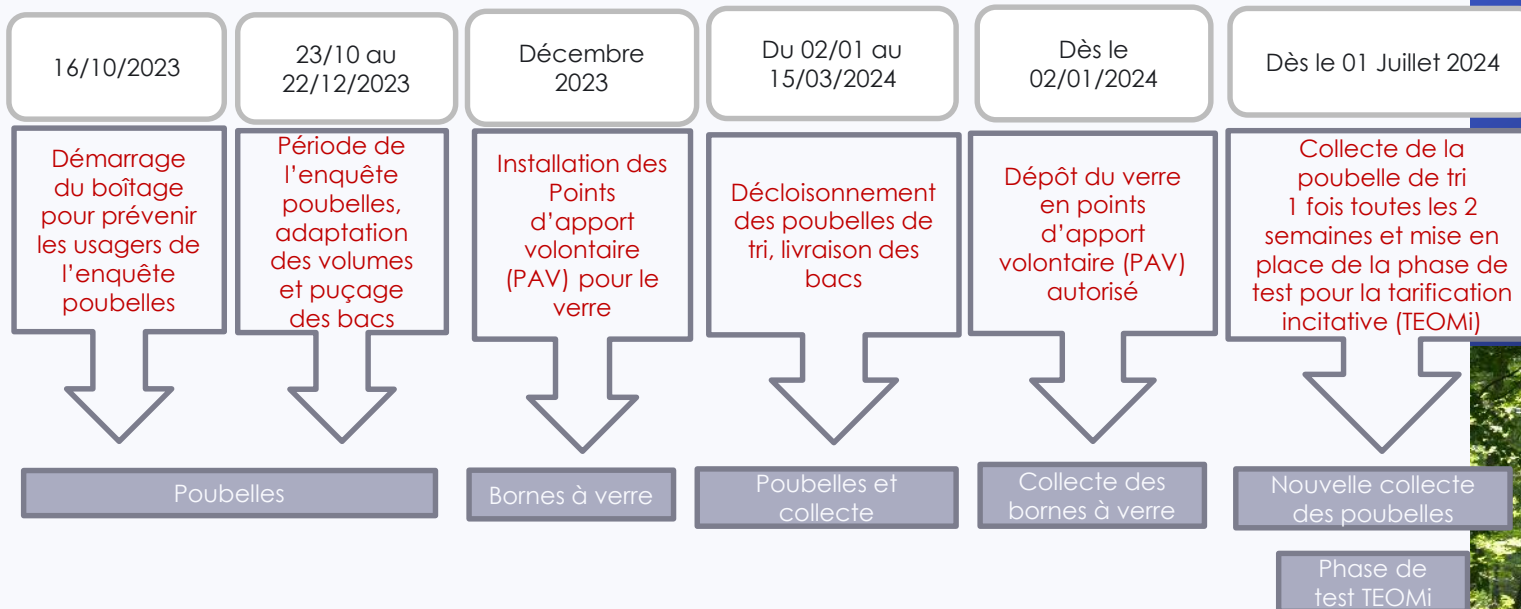 16/10/2023
23/10 au
22/12/2023
Décembre
2023
Du 02/01 au
15/03/2024
Dès le
02/01/2024
Dès le 01 Juillet 2024
Démarrage
du boîtage
pour prévenir
les usagers de
l’enquête
poubelles
Période de
l’enquête
poubelles,
adaptation
des volumes
et puçage
des bacs
Installation des
Points
d’apport
volontaire
(PAV) pour le
verre
Décloisonnement
des poubelles de
tri, livraison des
bacs
Dépôt du verre
en points
d’apport
volontaire (PAV)
autorisé
Collecte de la
poubelle de tri
1 fois toutes les 2
semaines et mise en
place de la phase de
test pour la tarification
incitative (TEOMi)
Poubelles
Bornes à verre
Poubelles et
collecte
Collecte des
bornes à verre
Nouvelle collecte
des poubelles
Phase de
test TEOMi